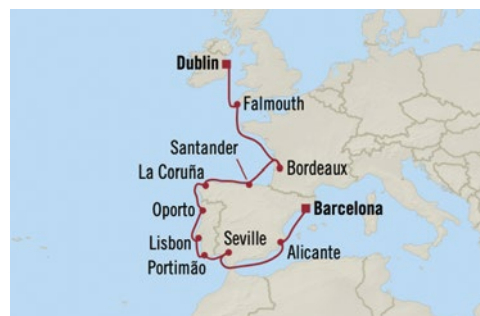 Dublin
Falmouth
Santander
La Coruña
Bordeaux
Oporto
Barcelona
Lisbon
Seville
Portimão
Alicante